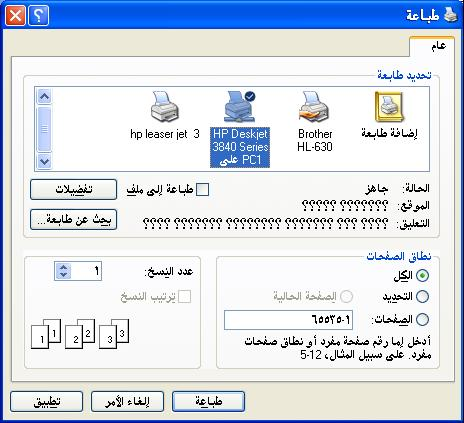 طباعة
عام
تحديد طابعة
إضافة طابعة
Brother
HL-630
HP Deskjet
3840 Series
على PC1
hp leaser jet 3
الحالة: جاهز
الموقع: ؟؟؟؟؟؟؟ ؟؟؟؟؟
التعليق: ؟؟؟؟ ؟؟؟؟؟؟؟ ؟؟؟؟؟؟؟؟ ؟؟؟؟؟؟ ؟؟؟ ؟؟؟؟
طباعة إلى ملف
تفضيلات
بحث عن طابعة...
نطاق الصفحات
الكل
التحديد
الصفحة الحالية
الصفحات:
١-٦٥٥٣٥
أدخل إما رقم صفحة مفرد أو نطاق صفحات
مفرد. على سبيل المثال، 12-5
عدد النسخ:
١
ترتيب النسخ
1 1 2 2 3 3
طباعة
إلغاء الأمر
تطبيق